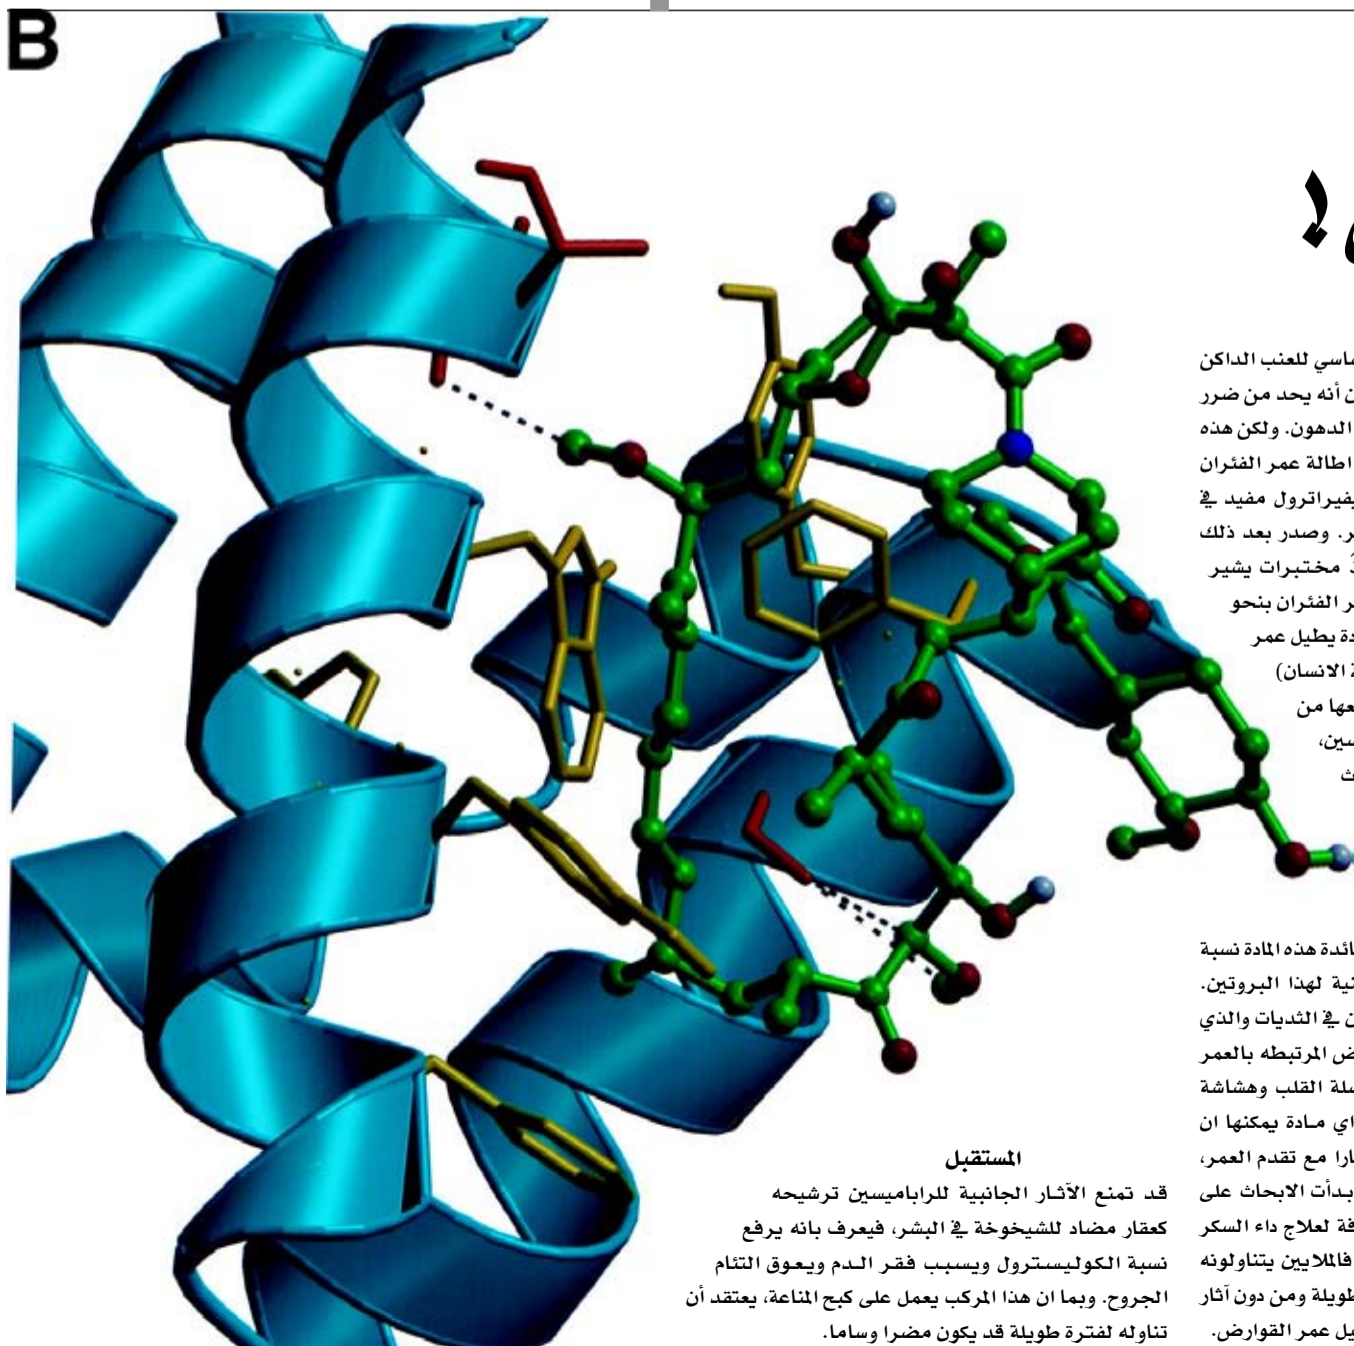 B
؟
ساسي للعنب الداكن
ن أنه يحد من ضرر
الدهون. ولكن هذه
اطالة عمر الفئران
يفيراترول مفيد في
ر. وصدر بعد ذلك
مختبرات يشير
ر الفئران بنحو
دة يطيل عمر
ة الانسان)
عها من
سين،
ث
ائدة هذه المادة نسبة
نية لهذا البروتين.
ن في الثديات والذي
ض المرتبطه بالعمر
سلة القلب وهشاشة
اي مادة يمكنها ان
ارا مع تقدم العمر،
بدأت الابحاث على
فة لعلاج داء السكر
فالملايين يتناولونه
طويلة ومن دون آثار
يل عمر القوارض.
المستقبل
قد تمنع الآثار الجانبية للراباميسين ترشيحه
كعقار مضاد للشيخوخة في البشر، فيعرف بانه يرفع
نسبة الكوليسترول ويسبب فقر الدم ويعوق التئام
الجروح. وبما ان هذا المركب يعمل على كبح المناعة، يعتقد أن
تناوله لفترة طويلة قد يكون مضرا وساما.